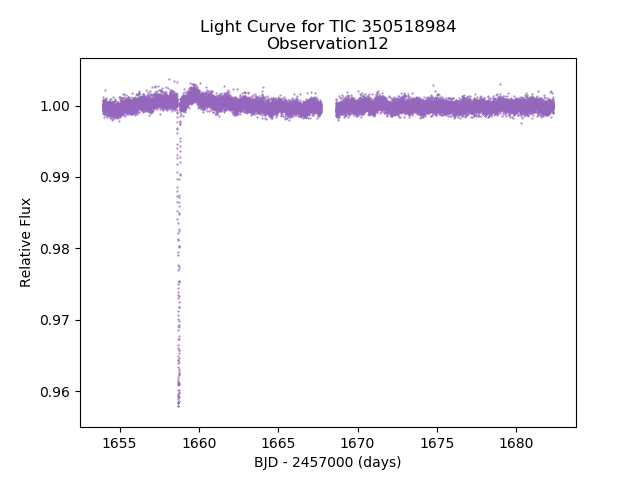 Light Curve for TIC 350518984
Observation12
1.00
0.99
0.98
0.97
0.96
Relative Flux
1655 1660 1665 1670 1675 1680
BJD - 2457000 (days)